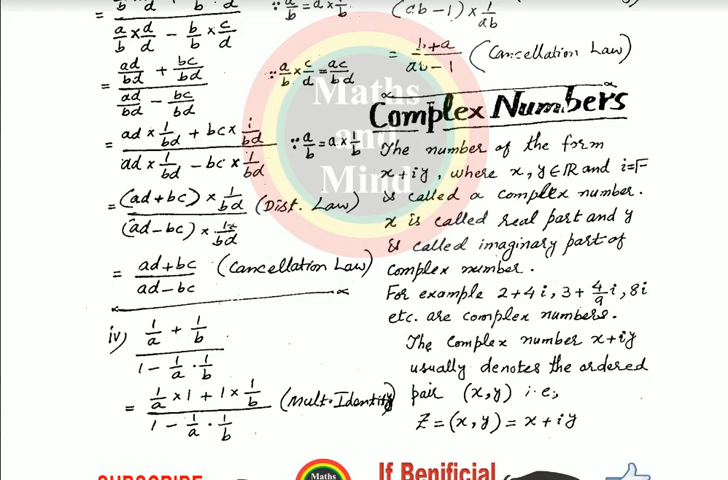 = a/b × d/d − b/b × c/d
∵ a/b = a × 1/b
= (ad/bd + bc/bd) / (ad/bd − bc/bd)
∵ a/b × c/d = ac/bd
= (ad × 1/bd + bc × 1/bd) / (ad × 1/bd − bc × 1/bd)
∵ a/b = a × 1/b
= (ad + bc) × 1/bd / (ad − bc) × 1/bd (Dist. Law)
= ad + bc / ad − bc (Cancellation Law)
iv) (1/a + 1/b) / (1 − 1/a · 1/b)
= (1/a × 1 + 1 × 1/b) / (1 − 1/a · 1/b) (Mult. Identity)
(ab − 1) × 1/ab
= b + a / ab − 1 (Cancellation Law)
Complex Numbers
The number of the form
x + iy, where x, y ∈ ℝ and i = √
is called a complex number.
x is called real part and y
is called imaginary part of
complex number.
For example 2 + 4i, 3 + 4/9 i, 8i
etc. are complex numbers.
The complex number x + iy
usually denotes the ordered
pair (x, y) i.e,
Z = (x, y) = x + iy
Maths
and
Mind
SUBSCRIBE
Maths
If Benificial